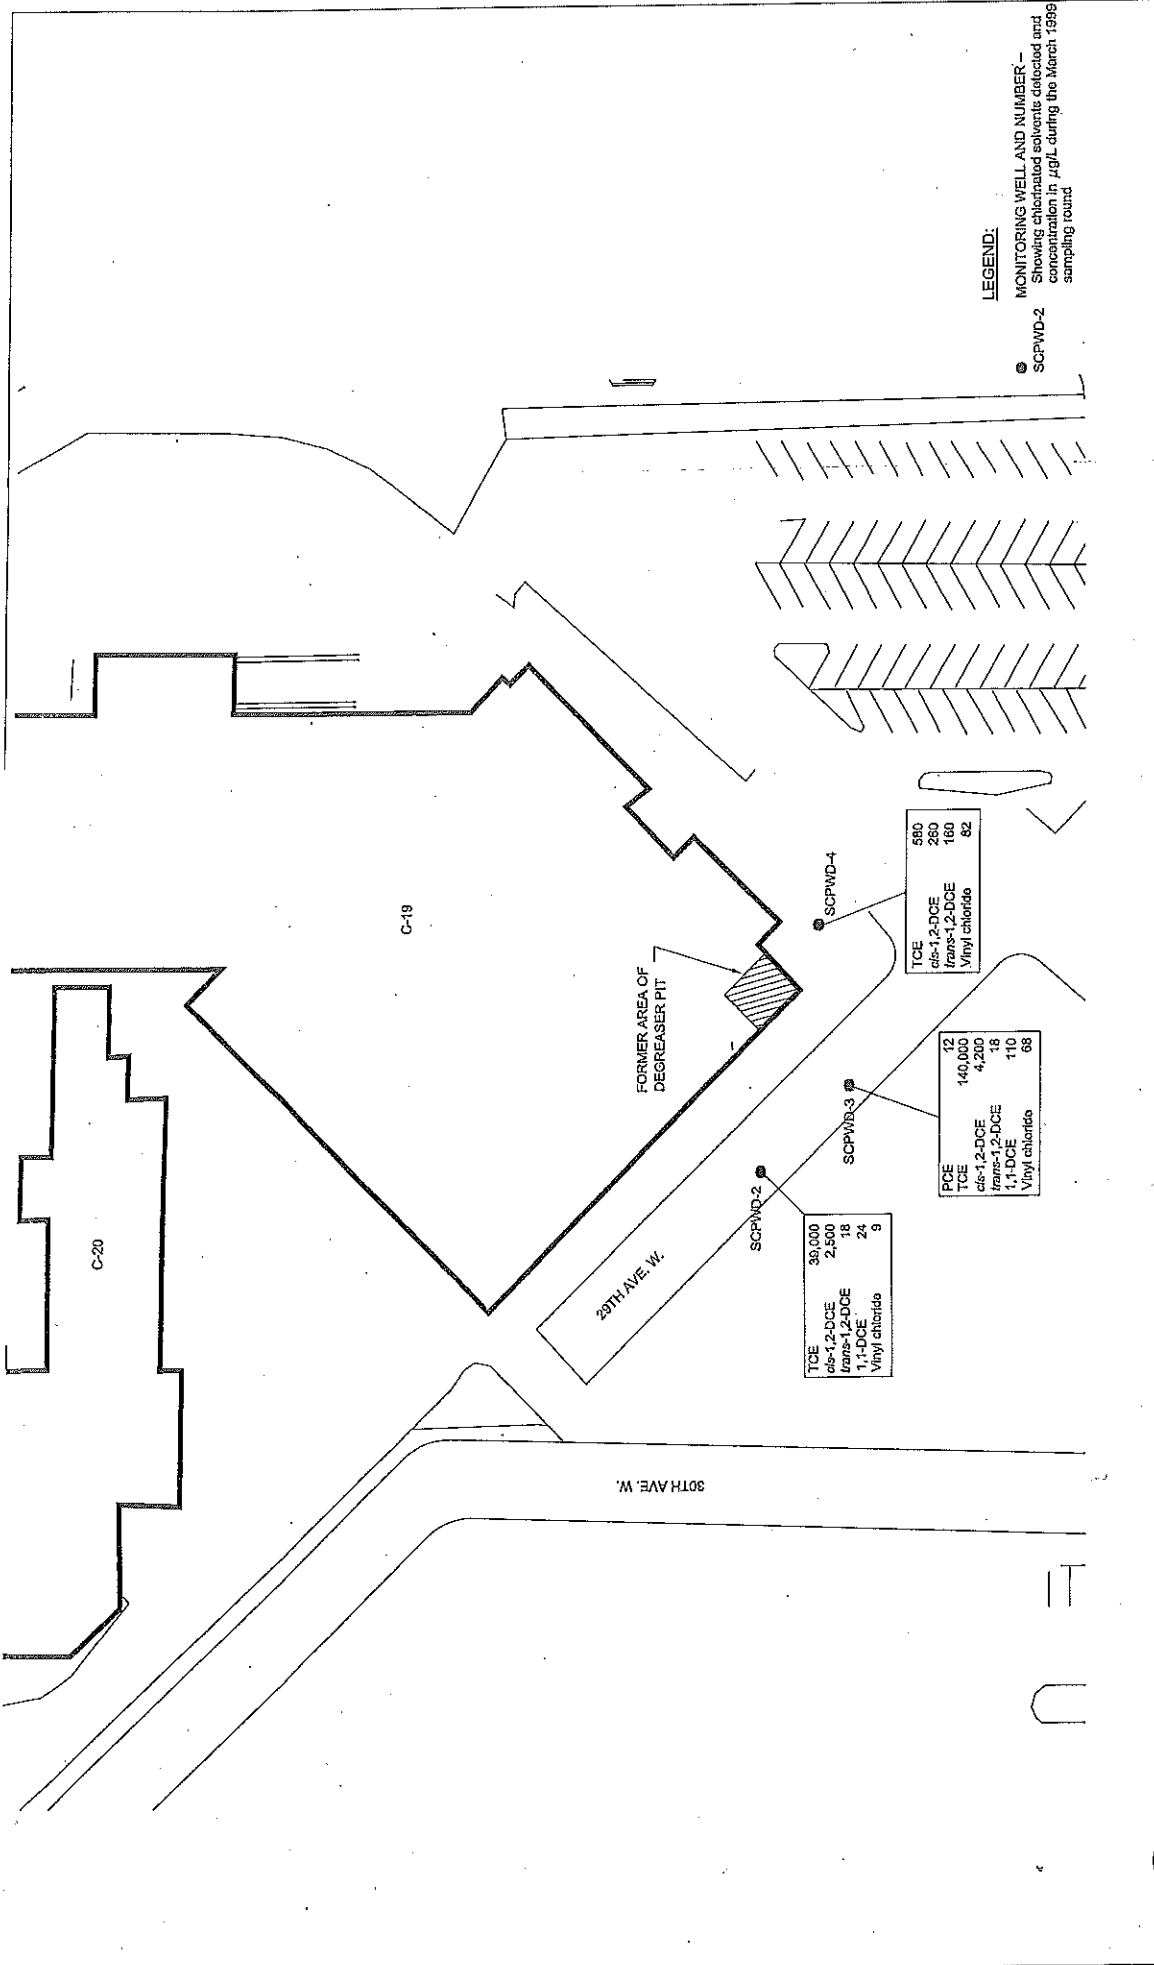 C-20
C-19
FORMER AREA OF
DEGREASER PIT
29TH AVE. W.
30TH AVE. W.
SCPWD-2
TCE 39,000
cis-1,2-DCE 2,500
trans-1,2-DCE 18
1,1-DCE 24
Vinyl chloride 9
SCPWD-3
PCE 12
TCE 140,000
cis-1,2-DCE 4,200
trans-1,2-DCE 18
1,1-DCE 110
Vinyl chloride 68
SCPWD-4
TCE 580
cis-1,2-DCE 260
trans-1,2-DCE 160
Vinyl chloride 82
LEGEND:
SCPWD-2
MONITORING WELL AND NUMBER –
Showing chlorinated solvents detected and
concentration in µg/L during the March 1999
sampling round